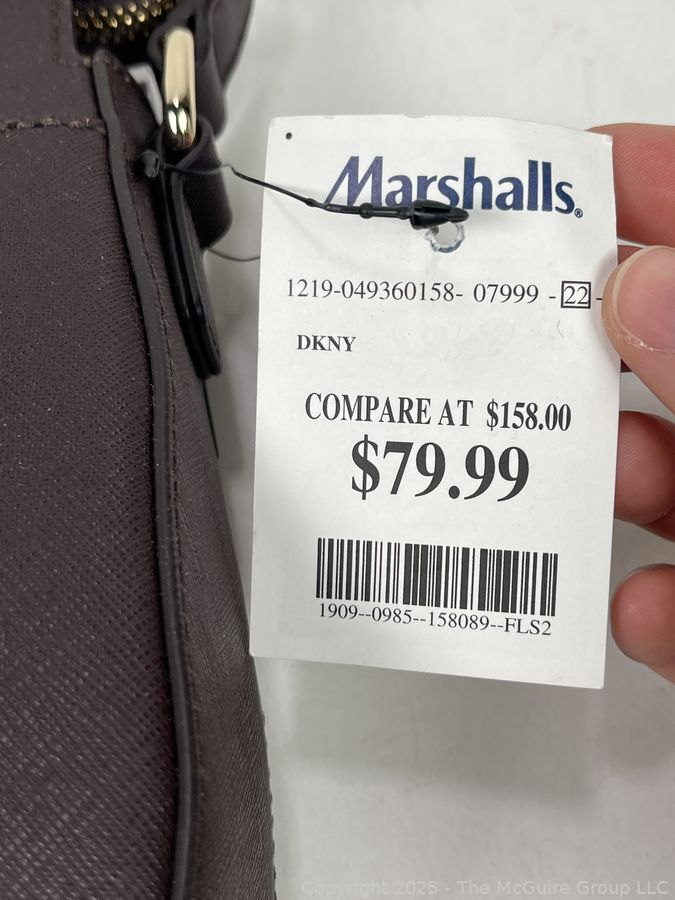 Marshalls®
1219-049360158- 07999 -22-
DKNY
COMPARE AT $158.00
$79.99
1909--0985--158089--FLS2
Copyright 2025 - The McGuire Group LLC